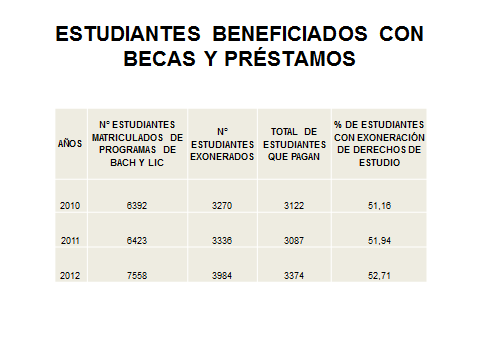 ESTUDIANTES BENEFICIADOS CON
BECAS Y PRÉSTAMOS
AÑOS
N° ESTUDIANTES
MATRICULADOS DE
PROGRAMAS DE
BACH Y LIC
N°
ESTUDIANTES
EXONERADOS
TOTAL DE
ESTUDIANTES
QUE PAGAN
% DE ESTUDIANTES
CON EXONERACIÓN
DE DERECHOS DE
ESTUDIO
2010 6392 3270 3122 51,16
2011 6423 3336 3087 51,94
2012 7558 3984 3374 52,71